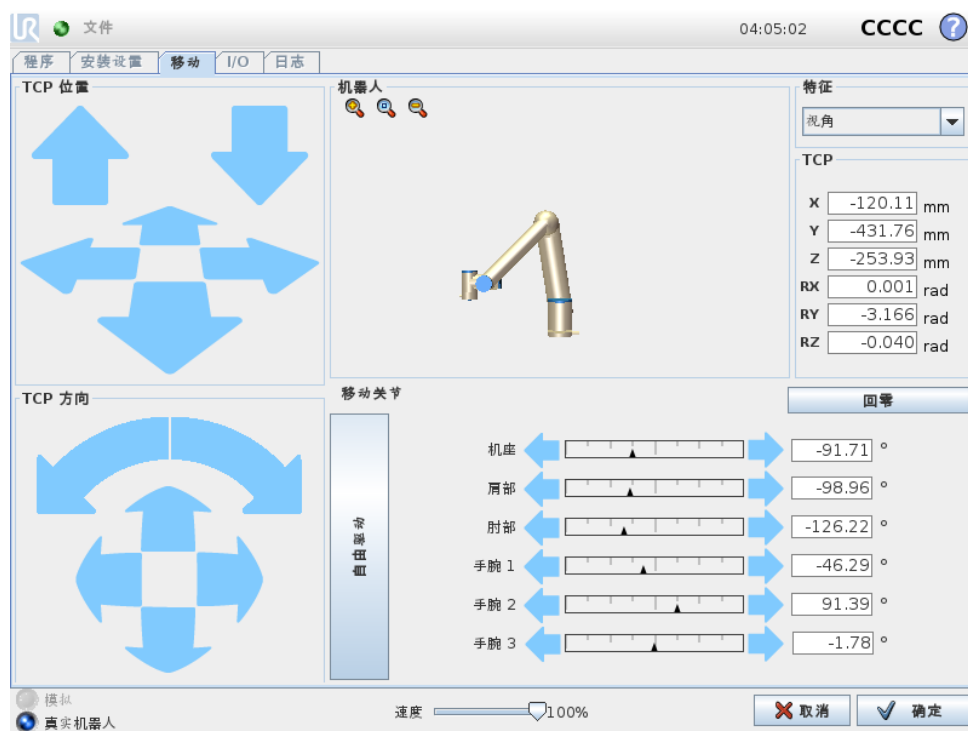 UR 文件 04:05:02 CCCC ?
程序 安装设置 移动 I/O 日志
TCP 位置
机器人
特征
视角
TCP
X -120.11 mm
Y -431.76 mm
Z -253.93 mm
RX 0.001 rad
RY -3.166 rad
RZ -0.040 rad
TCP 方向
移动关节
回零
自由驱动
机座 -91.71 °
肩部 -98.96 °
肘部 -126.22 °
手腕 1 -46.29 °
手腕 2 91.39 °
手腕 3 -1.78 °
模拟
真实机器人
速度 100%
取消
确定